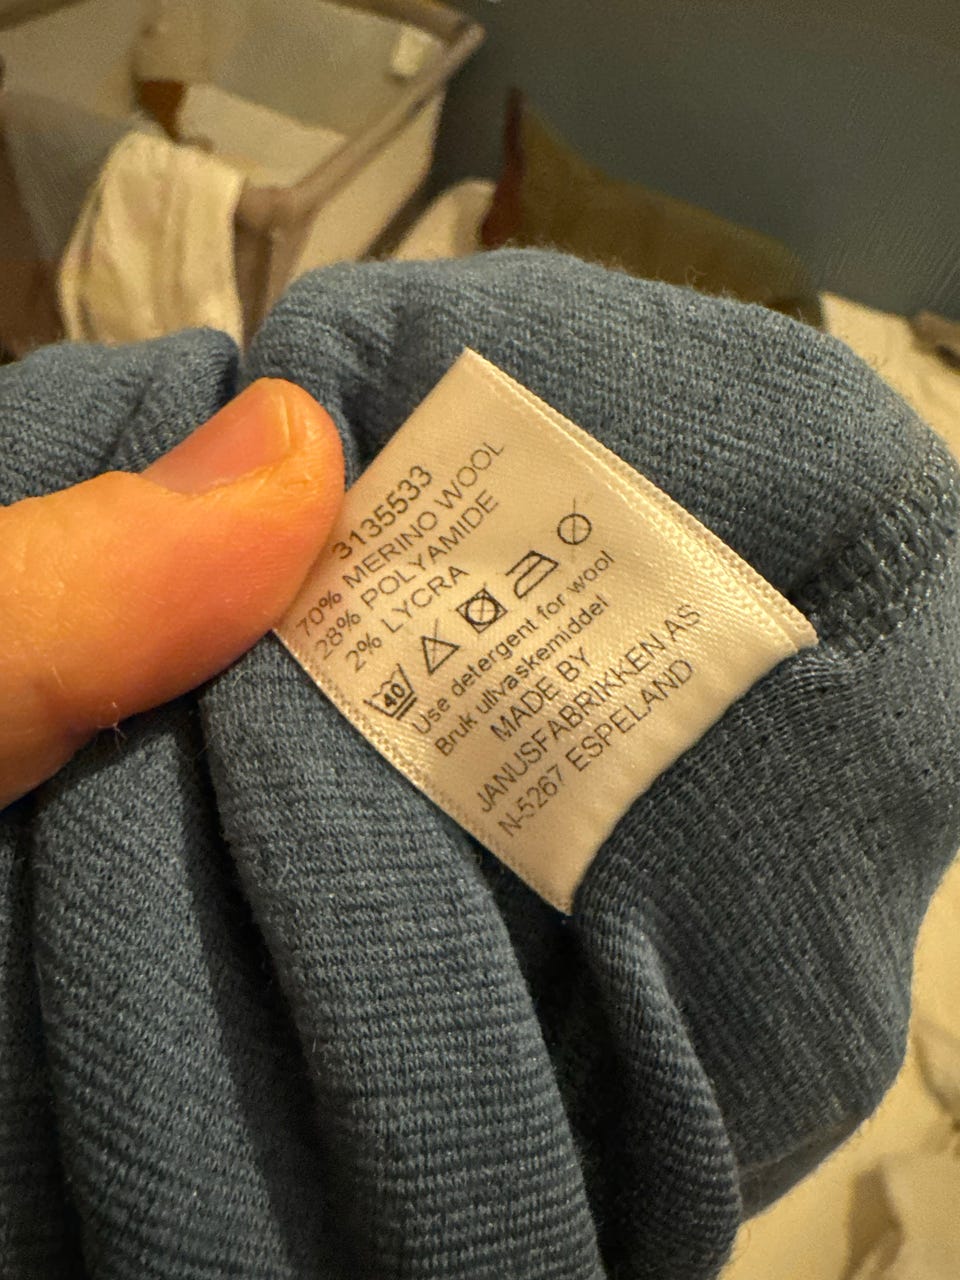 3135533
70% MERINO WOOL
28% POLYAMIDE
2% LYCRA
40
Use detergent for wool
Bruk ullvaskemiddel
MADE BY
JANUSFABRIKKEN AS
N-5267 ESPELAND